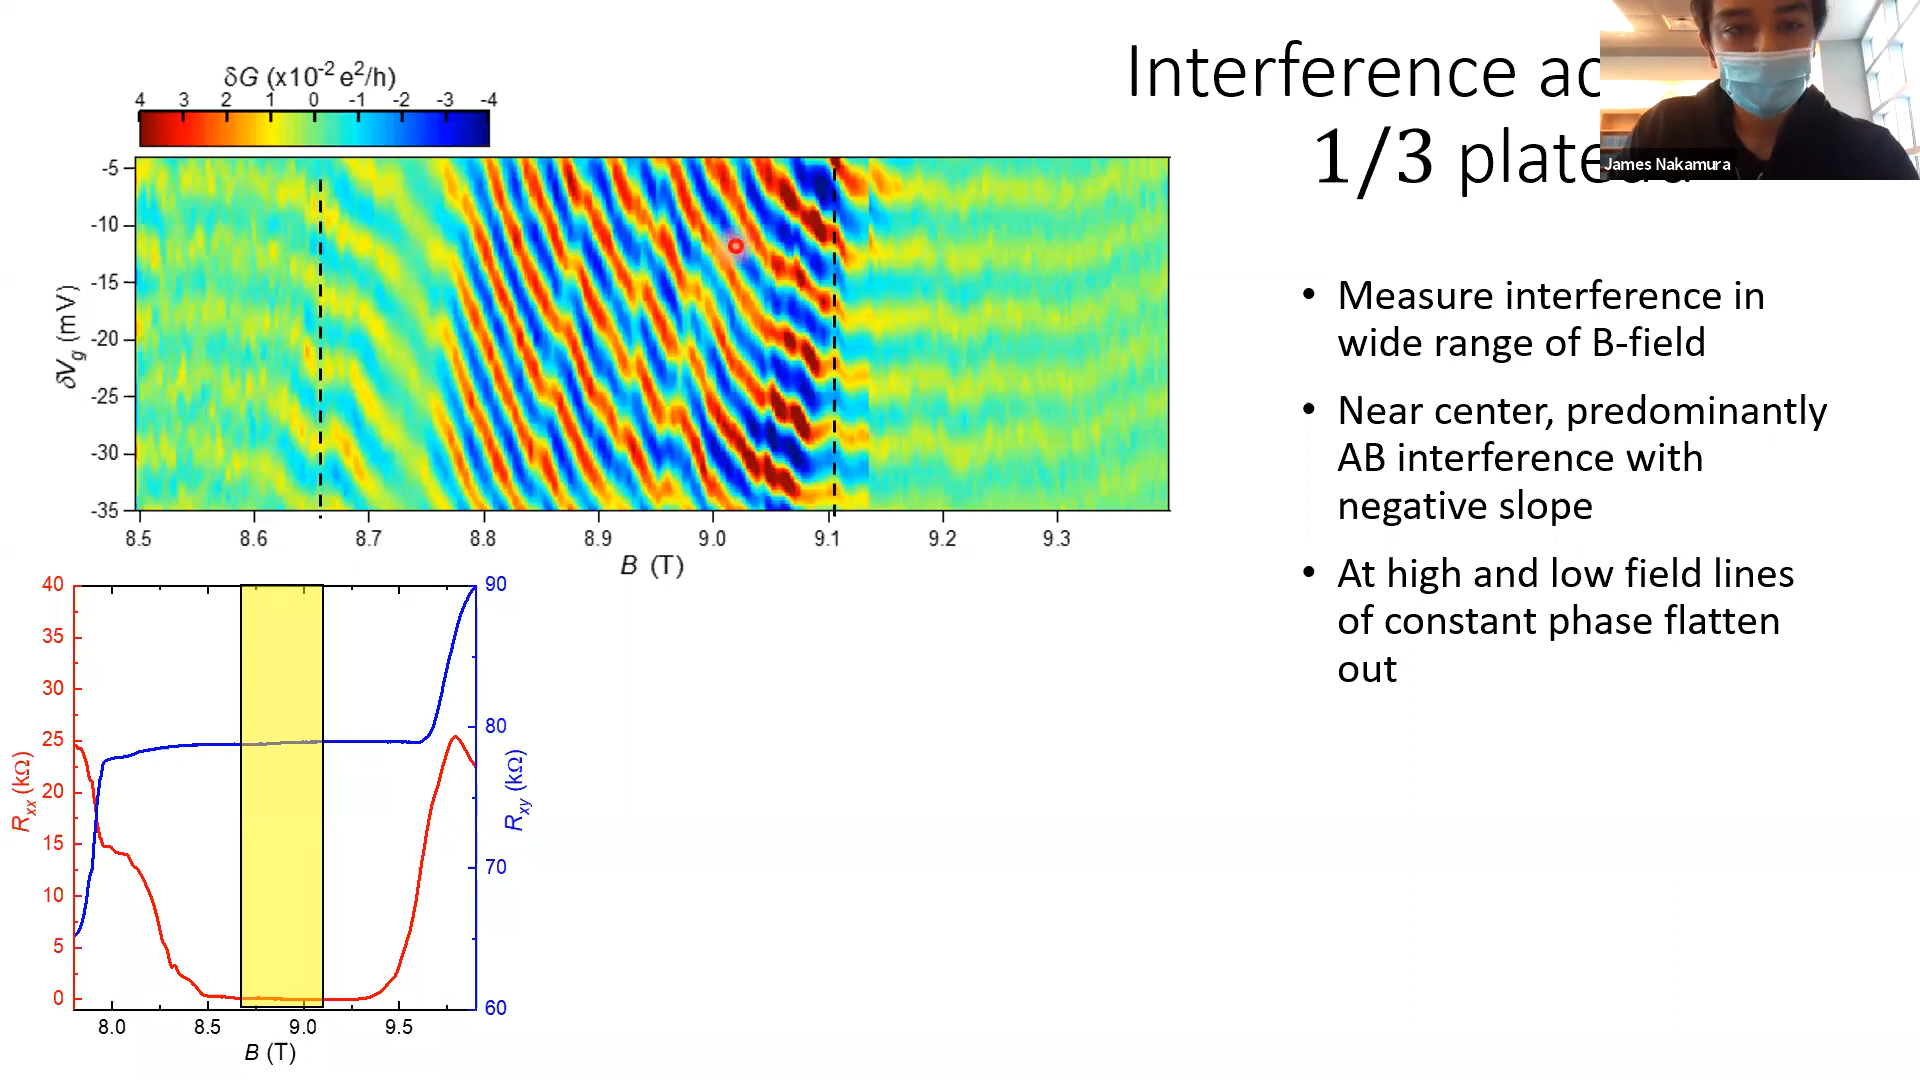 Interference ac
1/3 plateau
James Nakamura
δG (x10⁻² e²/h)
4 3 2 1 0 -1 -2 -3 -4
-5
-10
-15
-20
-25
-30
-35
δVg (mV)
8.5 8.6 8.7 8.8 8.9 9.0 9.1 9.2 9.3
B (T)
• Measure interference in
wide range of B-field
• Near center, predominantly
AB interference with
negative slope
• At high and low field lines
of constant phase flatten
out
40
35
30
25
20
15
10
5
0
Rxx (kΩ)
90
80
70
60
Rxy (kΩ)
8.0 8.5 9.0 9.5
B (T)